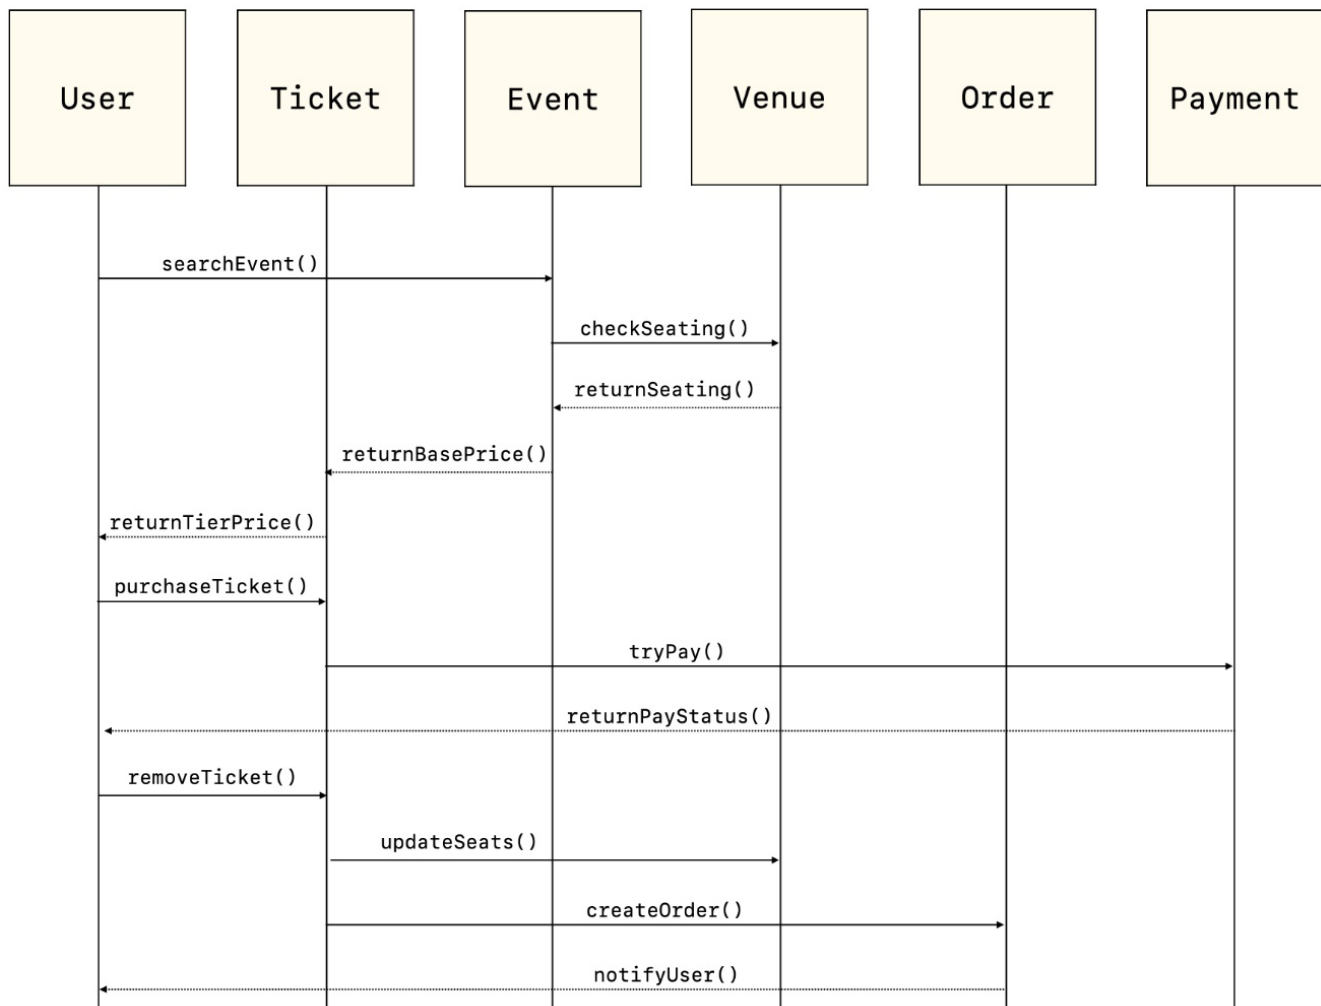 User Ticket Event Venue Order Payment
searchEvent()
checkSeating()
returnSeating()
returnBasePrice()
returnTierPrice()
purchaseTicket()
tryPay()
returnPayStatus()
removeTicket()
updateSeats()
createOrder()
notifyUser()